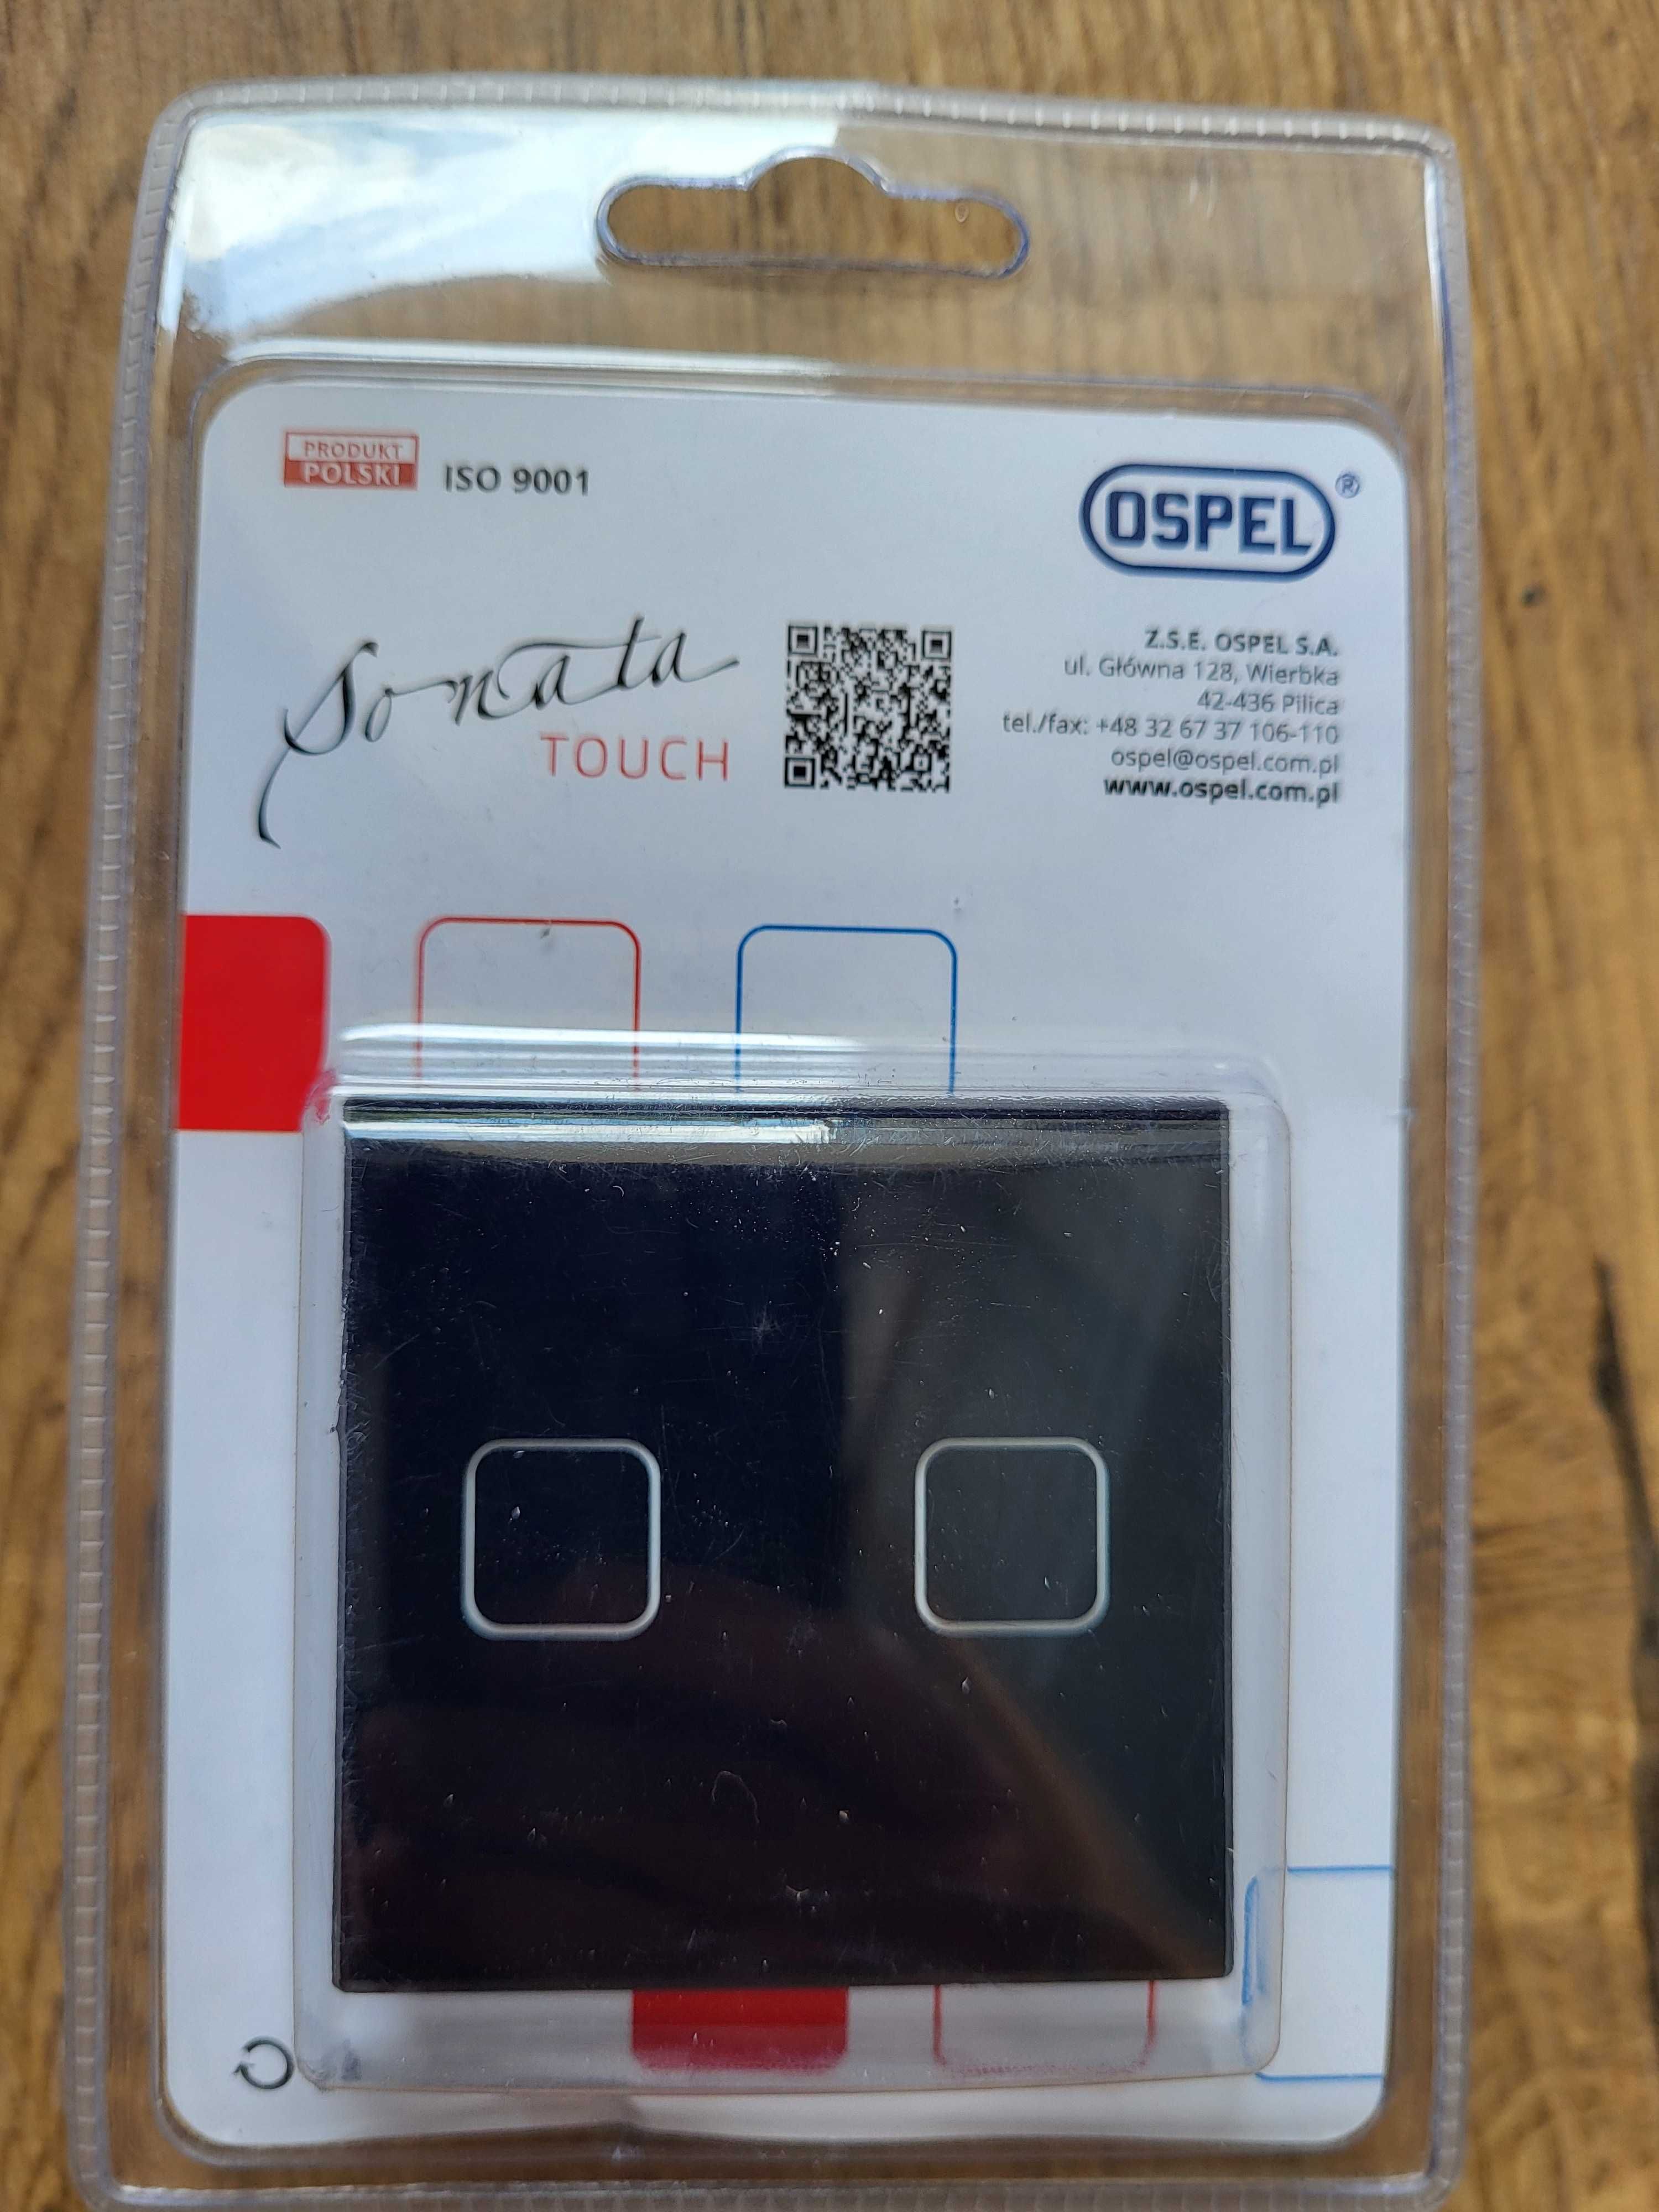 PRODUKT
POLSKI
ISO 9001
OSPEL®
Sonata
TOUCH
Z.S.E. OSPEL S.A.
ul. Główna 128, Wierbka
42-436 Pilica
tel./fax: +48 32 67 37 106-110
ospel@ospel.com.pl
www.ospel.com.pl